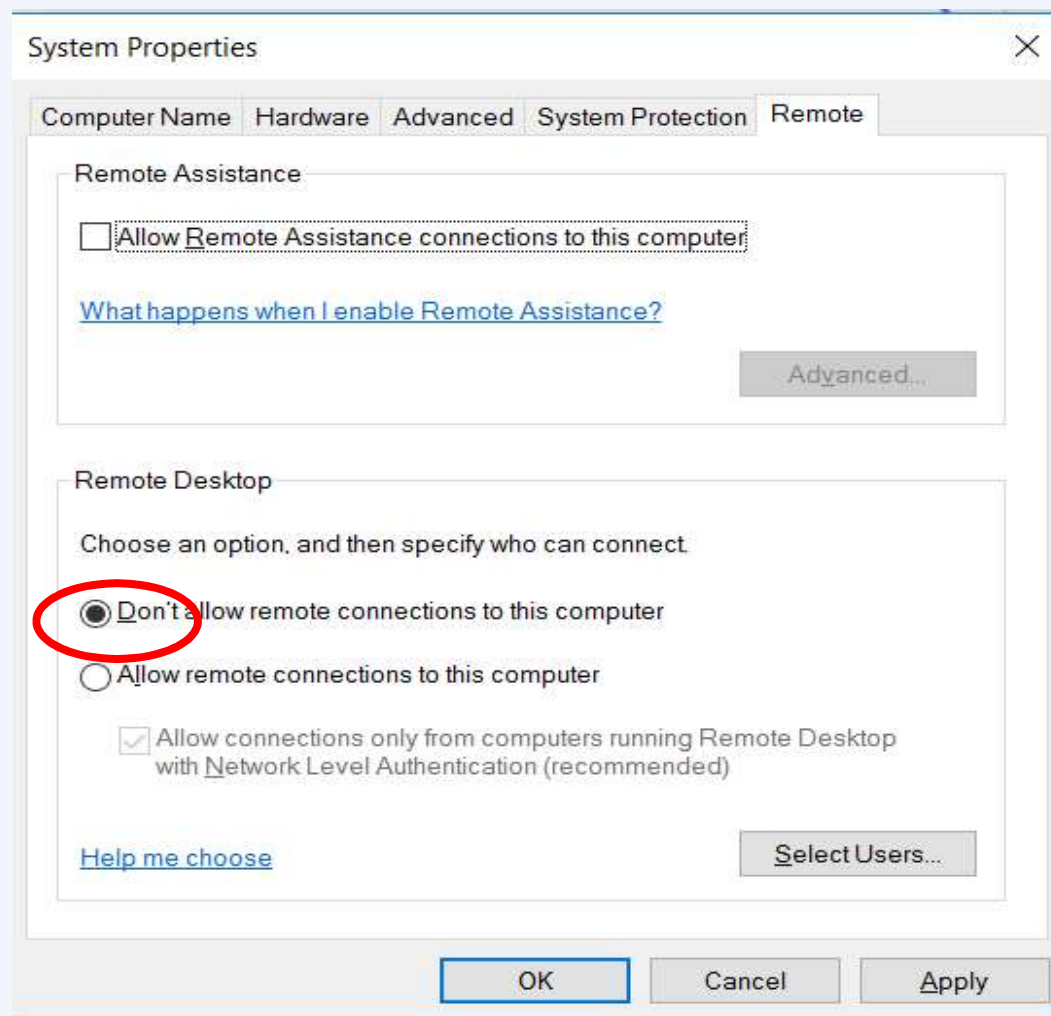 System Properties
Computer Name Hardware Advanced System Protection Remote
Remote Assistance
Allow Remote Assistance connections to this computer
What happens when I enable Remote Assistance?
Advanced...
Remote Desktop
Choose an option, and then specify who can connect.
Don't allow remote connections to this computer
Allow remote connections to this computer
Allow connections only from computers running Remote Desktop
with Network Level Authentication (recommended)
Help me choose
Select Users...
OK Cancel Apply